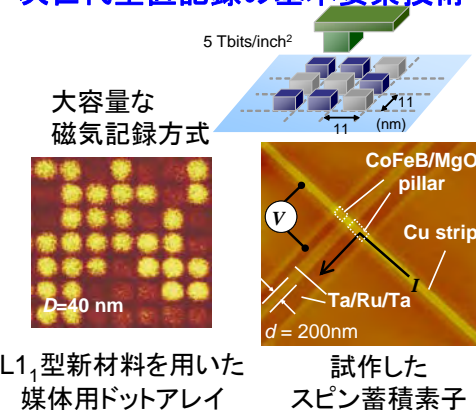 5 Tbits/inch²
大容量な
磁気記録方式
11
11
(nm)
CoFeB/MgO
pillar
V
Cu strip
I
Ta/Ru/Ta
D=40 nm
d = 200nm
L1₁型新材料を用いた
媒体用ドットアレイ
試作した
スピン蓄積素子